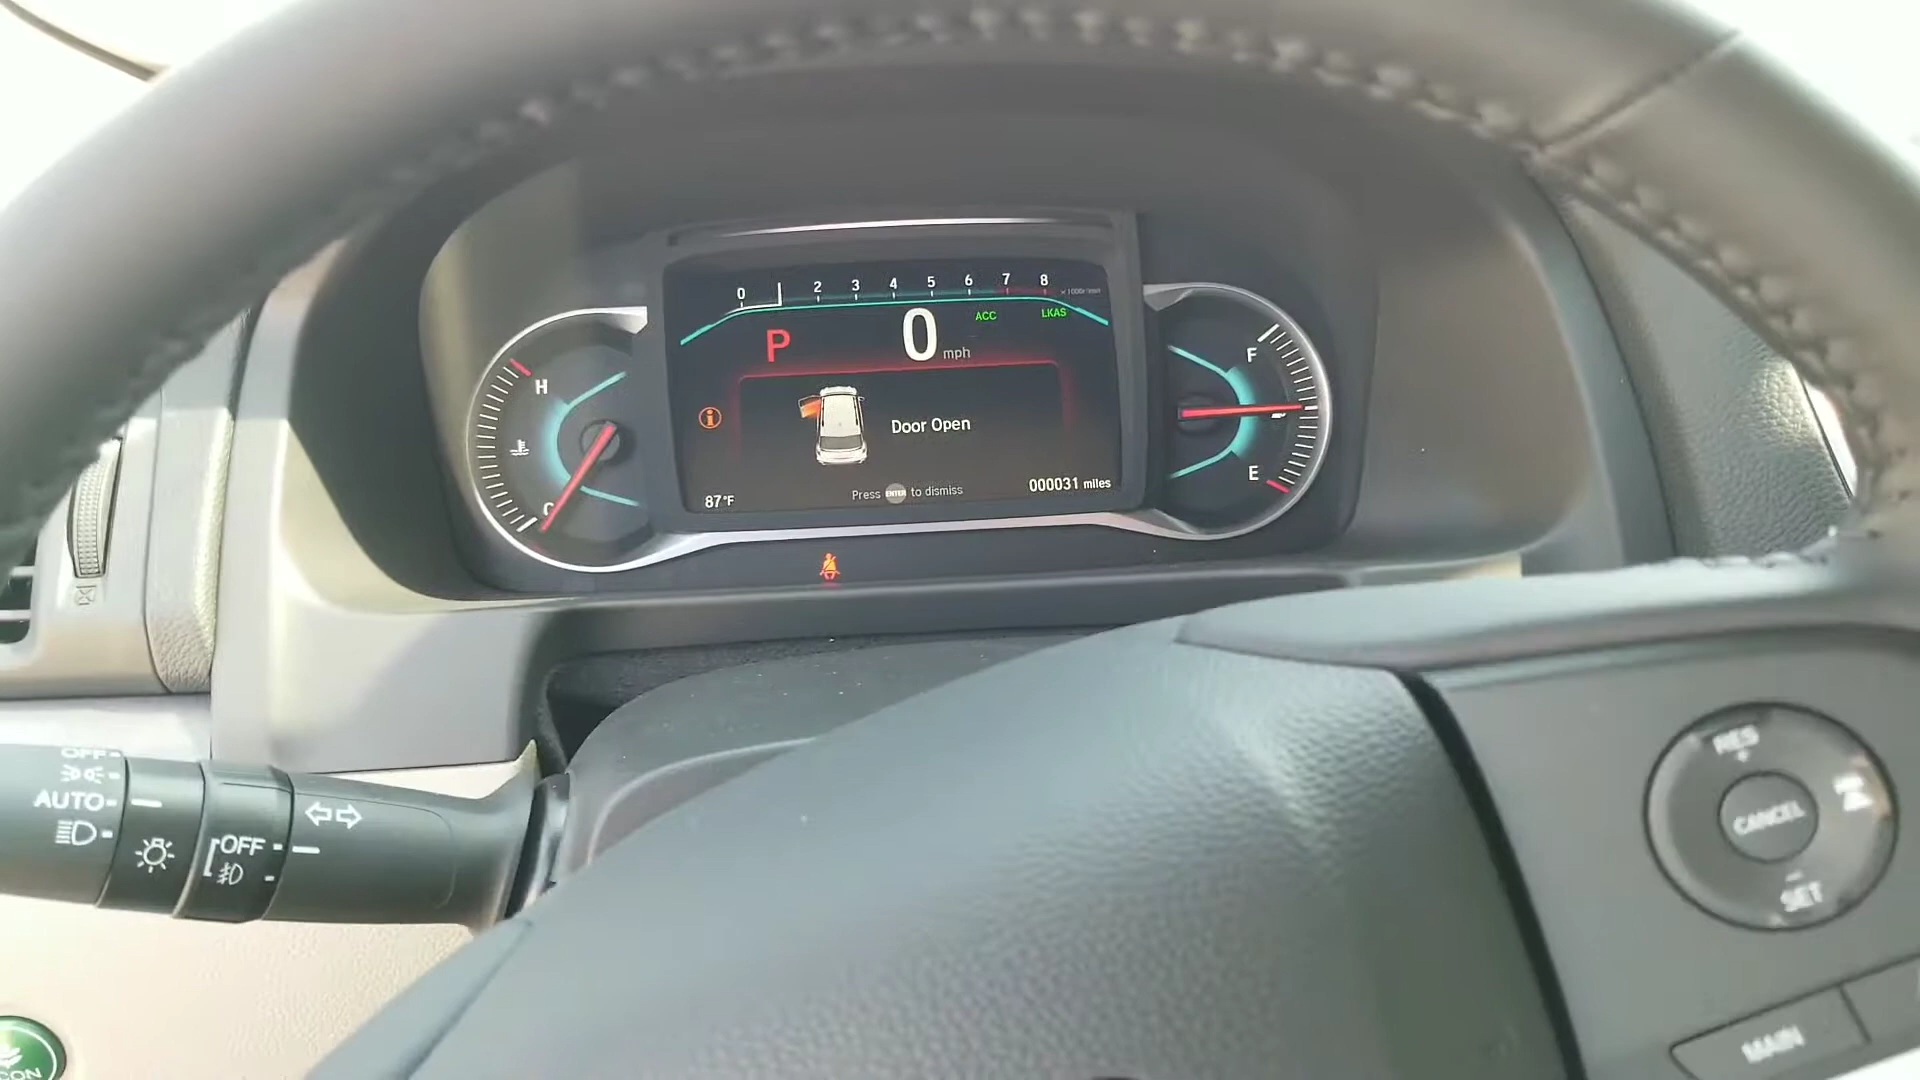 0 2 3 4 5 6 7 8
ACC LKAS
P 0 mph
H
F
Door Open
C
E
87°F
Press ENTER to dismiss
000031 miles
OFF
AUTO
OFF
RES
+
CANCEL
-
SET
MAIN
CON